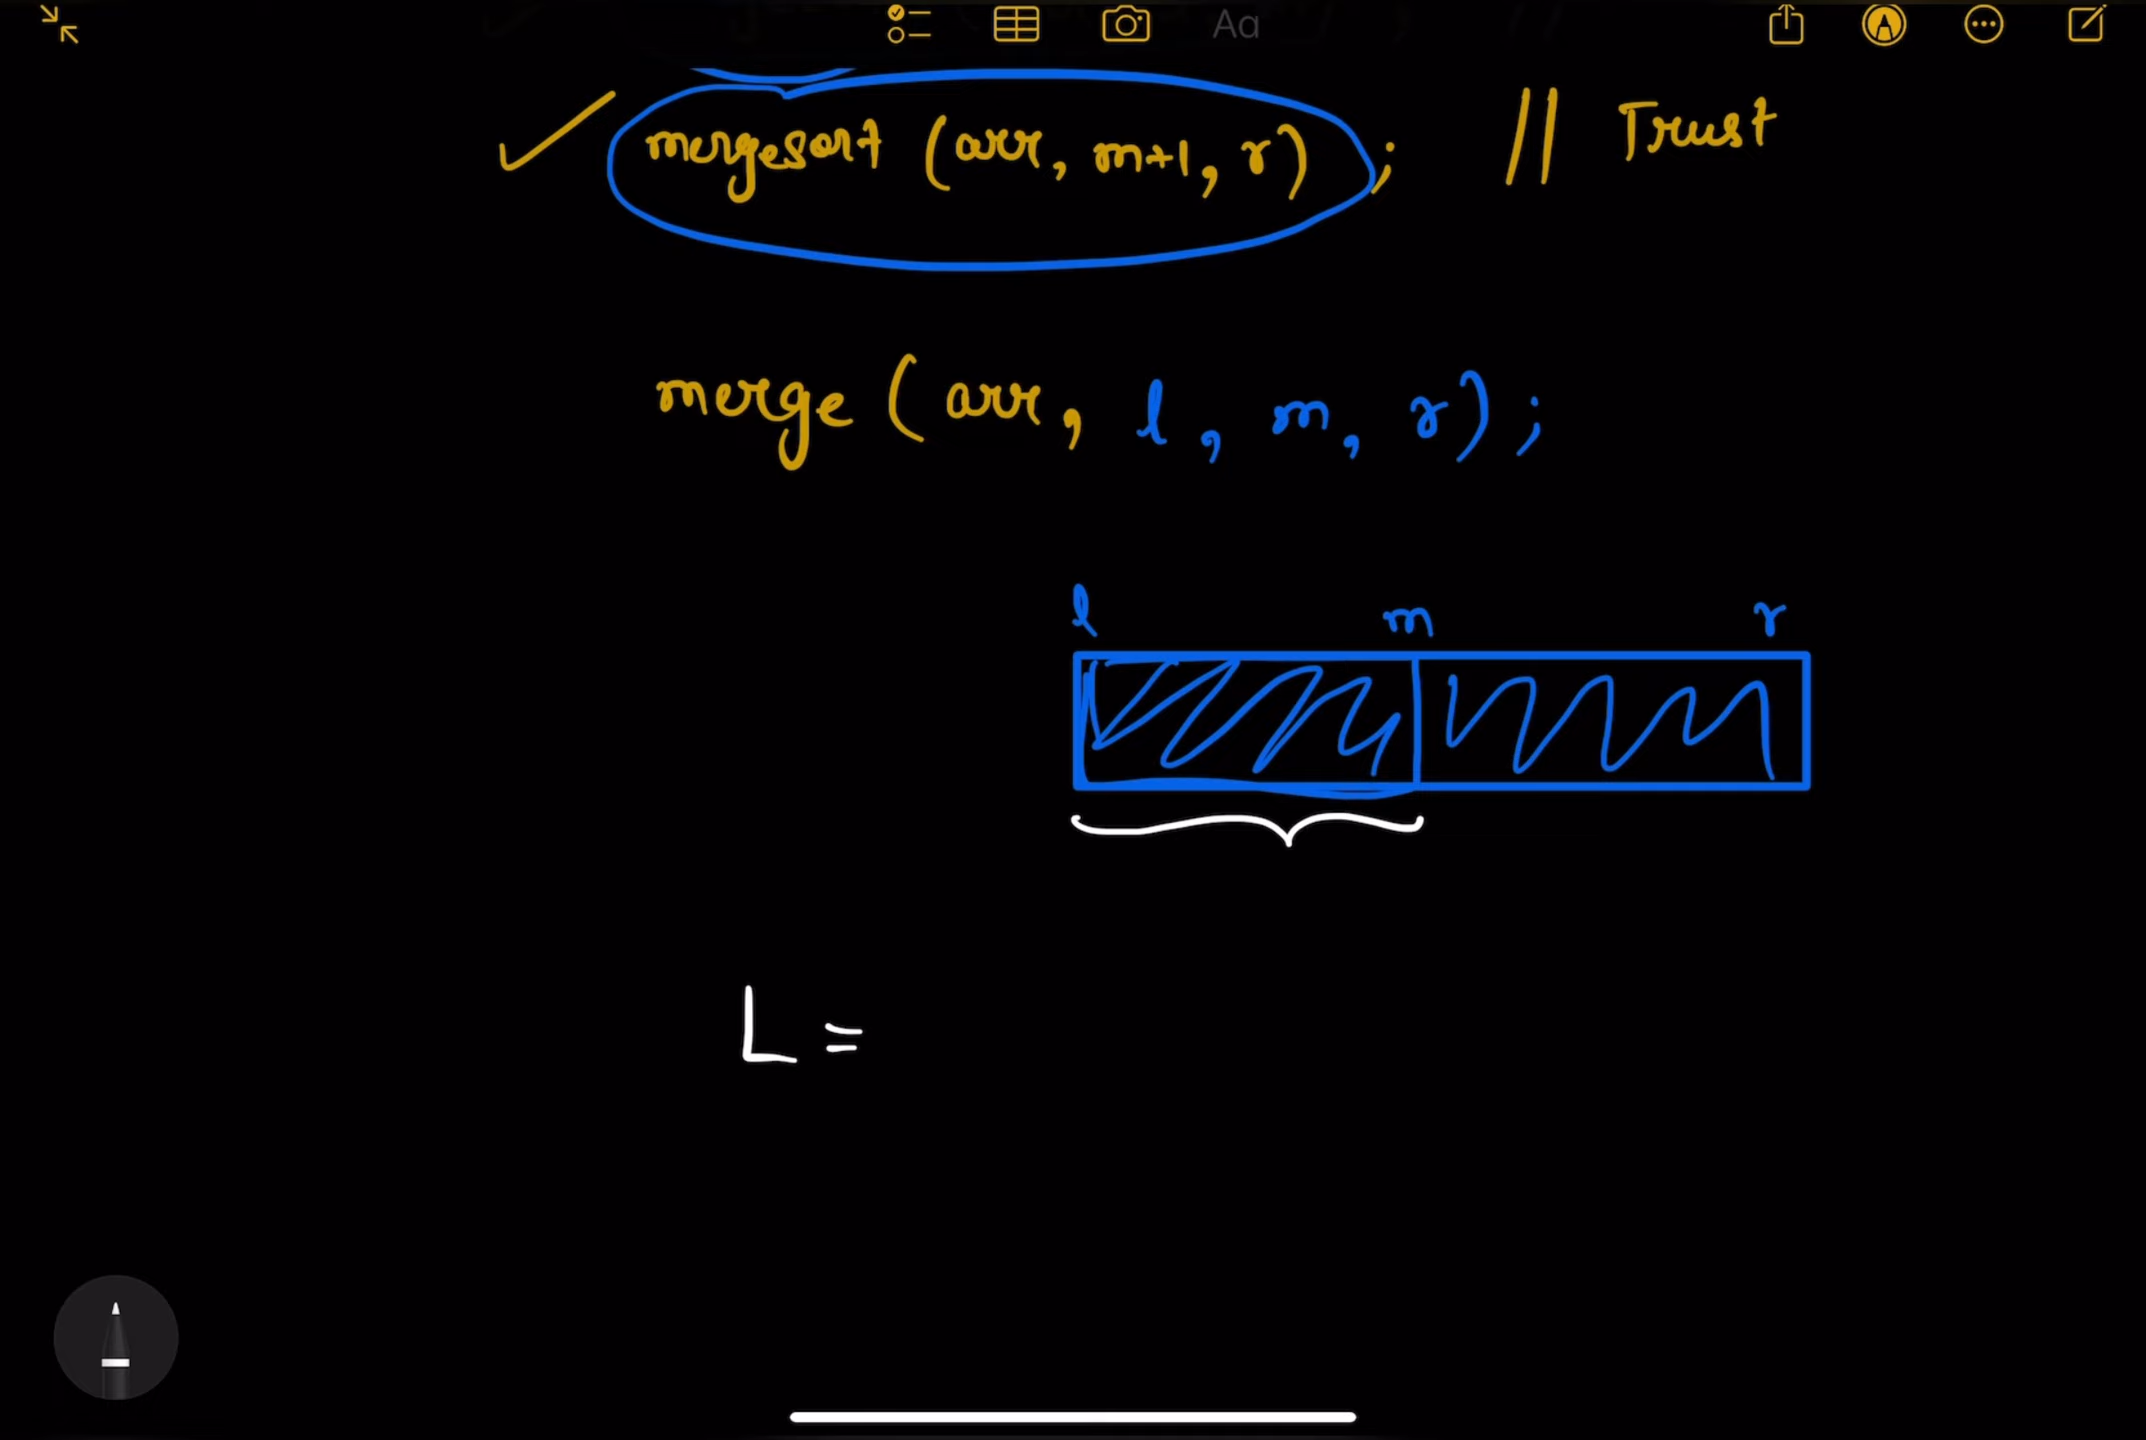 Aa
mergesort (arr, m+1, r) ; // Trust
merge (arr, l, m, r) ;
l m r
L =